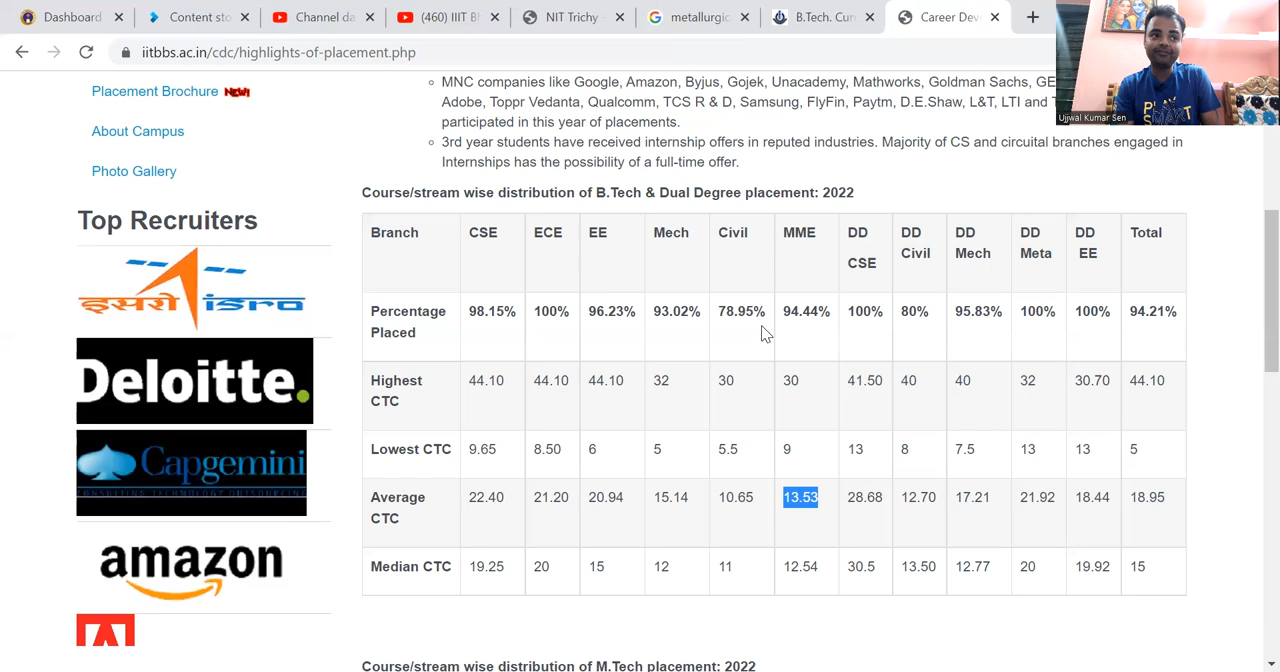 Dashboard
Content sto
Channel da
(460) IIIT Bh
NIT Trichy
metallurgic
B.Tech. Cur
Career Dev
iitbbs.ac.in/cdc/highlights-of-placement.php
Ujjwal Kumar Sen
Placement Brochure NEW!
About Campus
Photo Gallery
Top Recruiters
इसरो isro
Deloitte.
Capgemini
CONSULTING.TECHNOLOGY.OUTSOURCING
amazon
MNC companies like Google, Amazon, Byjus, Gojek, Unacademy, Mathworks, Goldman Sachs, GE
Adobe, Toppr Vedanta, Qualcomm, TCS R & D, Samsung, FlyFin, Paytm, D.E.Shaw, L&T, LTI and T
participated in this year of placements.
3rd year students have received internship offers in reputed industries. Majority of CS and circuital branches engaged in
Internships has the possibility of a full-time offer.
Course/stream wise distribution of B.Tech & Dual Degree placement: 2022
Branch CSE ECE EE Mech Civil MME DD CSE DD Civil DD Mech DD Meta DD EE Total
Percentage Placed 98.15% 100% 96.23% 93.02% 78.95% 94.44% 100% 80% 95.83% 100% 100% 94.21%
Highest CTC 44.10 44.10 44.10 32 30 30 41.50 40 40 32 30.70 44.10
Lowest CTC 9.65 8.50 6 5 5.5 9 13 8 7.5 13 13 5
Average CTC 22.40 21.20 20.94 15.14 10.65 13.53 28.68 12.70 17.21 21.92 18.44 18.95
Median CTC 19.25 20 15 12 11 12.54 30.5 13.50 12.77 20 19.92 15
Course/stream wise distribution of M.Tech placement: 2022